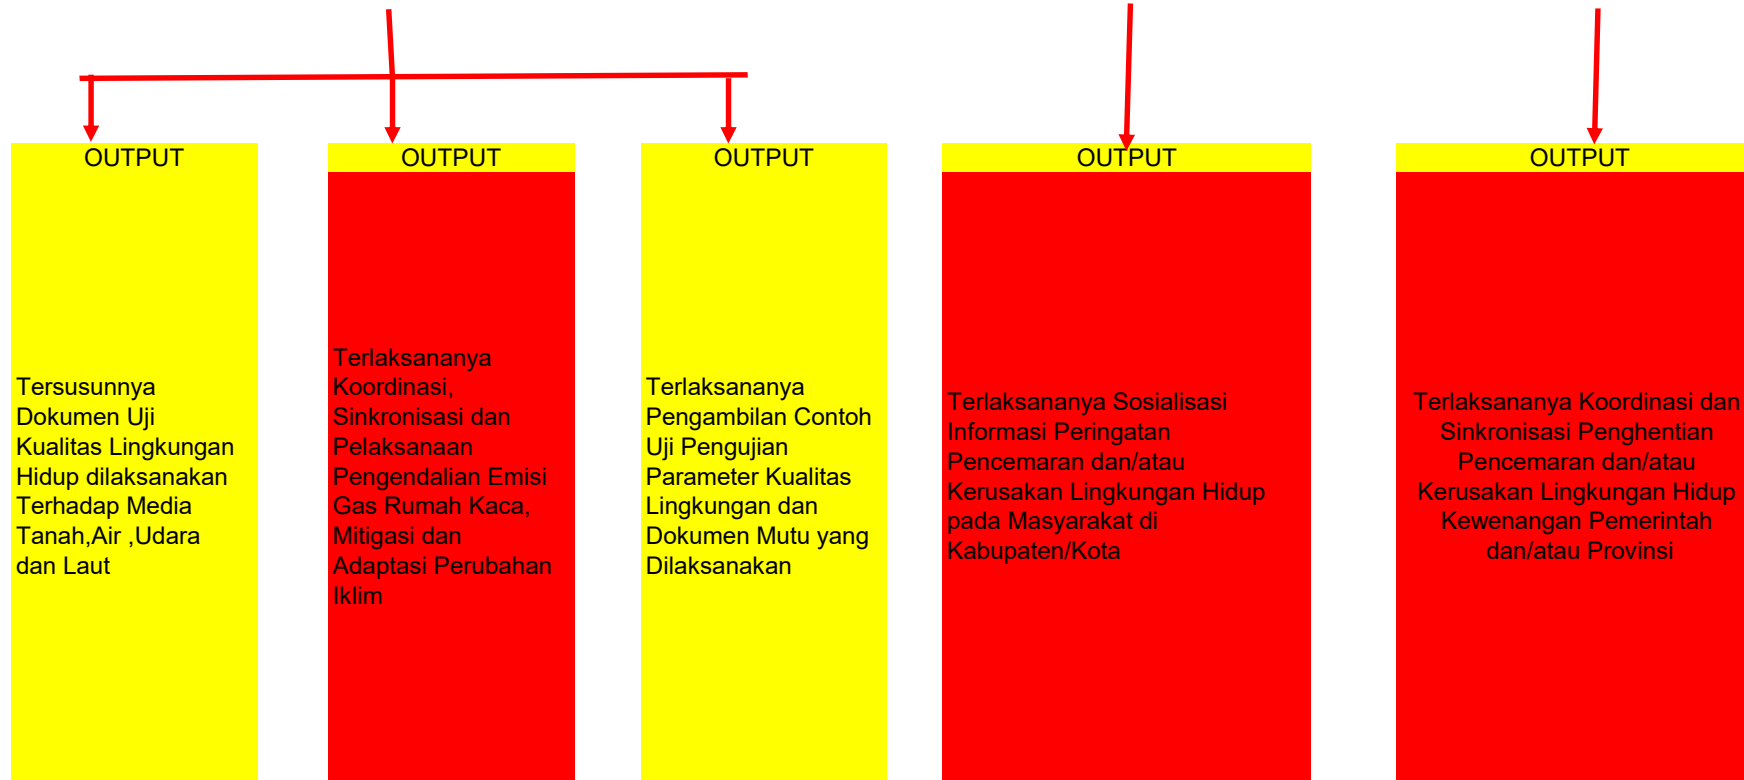 OUTPUT
Tersusunnya
Dokumen Uji
Kualitas Lingkungan
Hidup dilaksanakan
Terhadap Media
Tanah,Air ,Udara
dan Laut
OUTPUT
Terlaksananya
Koordinasi,
Sinkronisasi dan
Pelaksanaan
Pengendalian Emisi
Gas Rumah Kaca,
Mitigasi dan
Adaptasi Perubahan
Iklim
OUTPUT
Terlaksananya
Pengambilan Contoh
Uji Pengujian
Parameter Kualitas
Lingkungan dan
Dokumen Mutu yang
Dilaksanakan
OUTPUT
Terlaksananya Sosialisasi
Informasi Peringatan
Pencemaran dan/atau
Kerusakan Lingkungan Hidup
pada Masyarakat di
Kabupaten/Kota
OUTPUT
Terlaksananya Koordinasi dan
Sinkronisasi Penghentian
Pencemaran dan/atau
Kerusakan Lingkungan Hidup
Kewenangan Pemerintah
dan/atau Provinsi